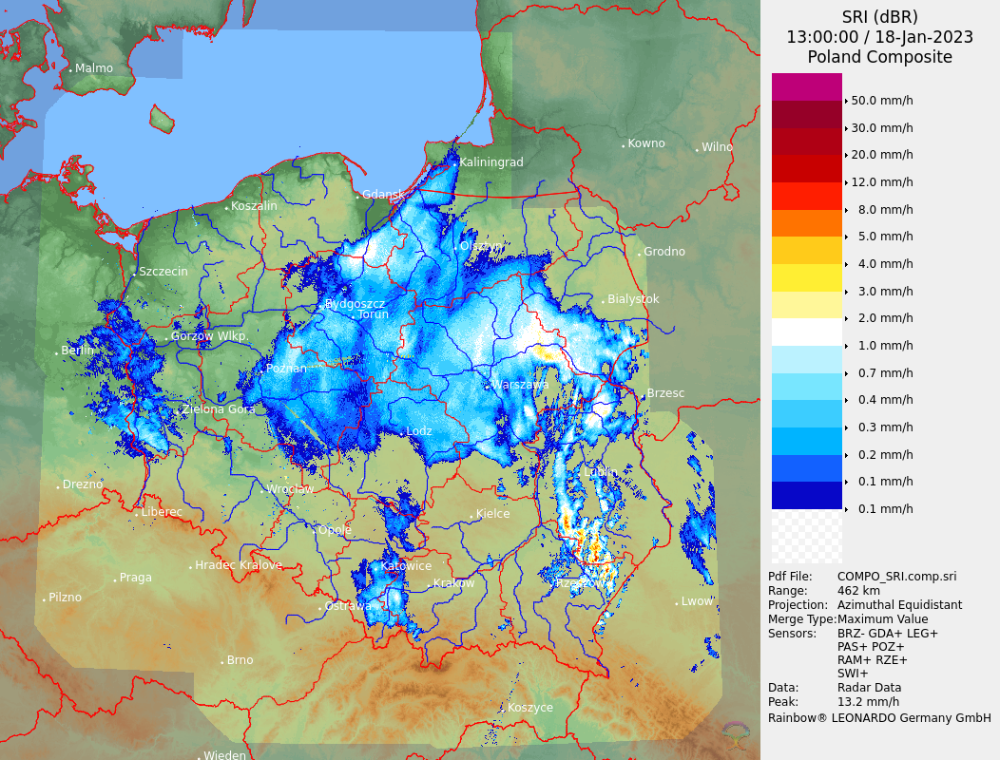 SRI (dBR)
13:00:00 / 18-Jan-2023
Poland Composite
50.0 mm/h
30.0 mm/h
20.0 mm/h
12.0 mm/h
8.0 mm/h
5.0 mm/h
4.0 mm/h
3.0 mm/h
2.0 mm/h
1.0 mm/h
0.7 mm/h
0.4 mm/h
0.3 mm/h
0.2 mm/h
0.1 mm/h
0.1 mm/h
Pdf File: COMPO_SRI.comp.sri
Range: 462 km
Projection: Azimuthal Equidistant
Merge Type: Maximum Value
Sensors: BRZ- GDA+ LEG+
PAS+ POZ+
RAM+ RZE+
SWI+
Data: Radar Data
Peak: 13.2 mm/h
Rainbow® LEONARDO Germany GmbH
Malmo
Kowno
Wilno
Kaliningrad
Gdansk
Koszalin
Olsztyn
Grodno
Szczecin
Bydgoszcz
Torun
Bialystok
Gorzow Wlkp.
Berlin
Poznan
Warszawa
Brzesc
Zielona Gora
Lodz
Lublin
Drezno
Wroclaw
Liberec
Kielce
Opole
Hradec Kralove
Katowice
Praga
Krakow
Rzeszow
Pilzno
Ostrawa
Lwow
Brno
Koszyce
Wieden